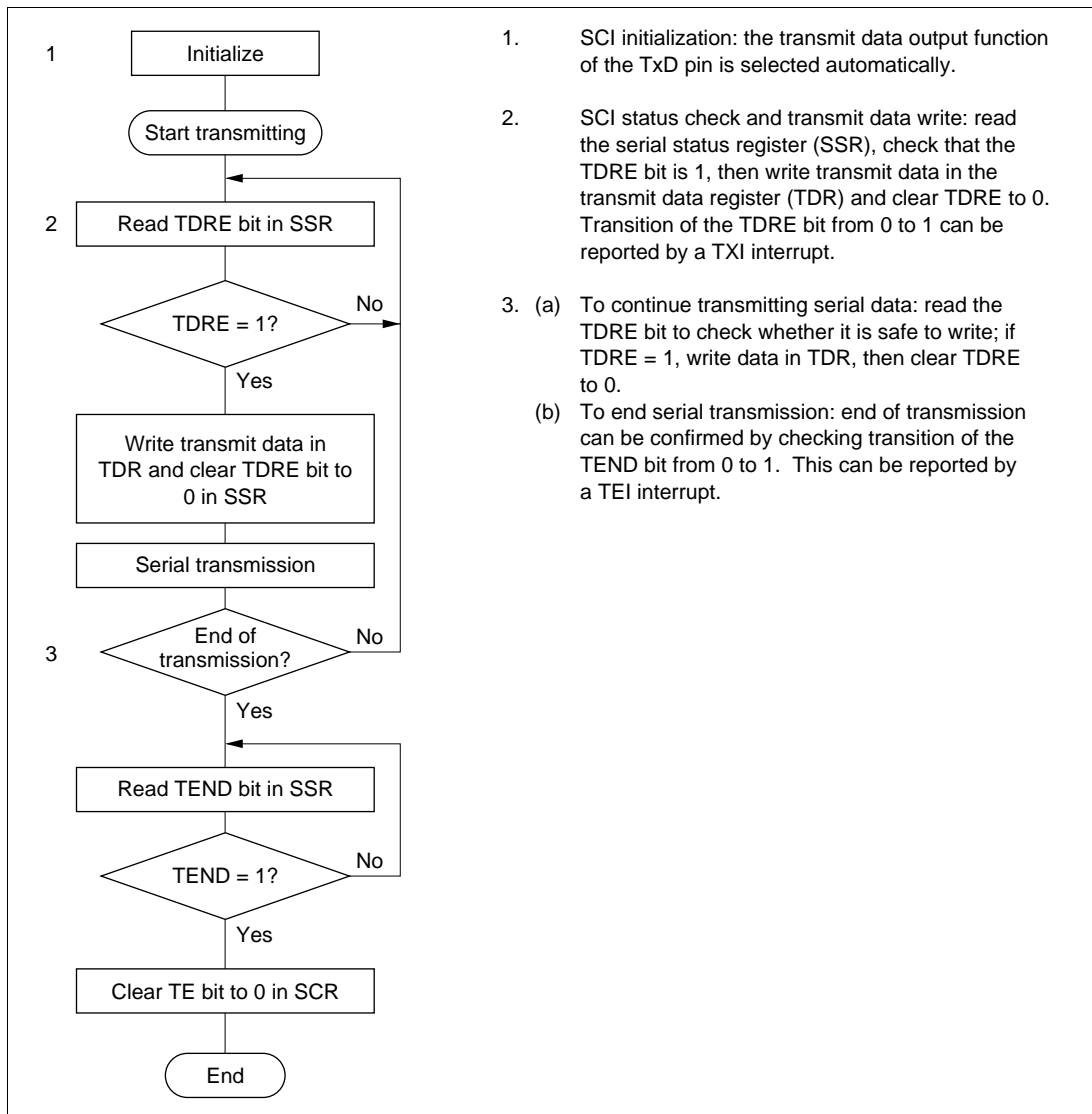 1
Initialize
Start transmitting
2
Read TDRE bit in SSR
TDRE = 1?
No
Yes
Write transmit data in
TDR and clear TDRE bit to
0 in SSR
Serial transmission
3
End of
transmission?
No
Yes
Read TEND bit in SSR
TEND = 1?
No
Yes
Clear TE bit to 0 in SCR
End
1. SCI initialization: the transmit data output function
of the TxD pin is selected automatically.
2. SCI status check and transmit data write: read
the serial status register (SSR), check that the
TDRE bit is 1, then write transmit data in the
transmit data register (TDR) and clear TDRE to 0.
Transition of the TDRE bit from 0 to 1 can be
reported by a TXI interrupt.
3. (a) To continue transmitting serial data: read the
TDRE bit to check whether it is safe to write; if
TDRE = 1, write data in TDR, then clear TDRE
to 0.
(b) To end serial transmission: end of transmission
can be confirmed by checking transition of the
TEND bit from 0 to 1. This can be reported by
a TEI interrupt.